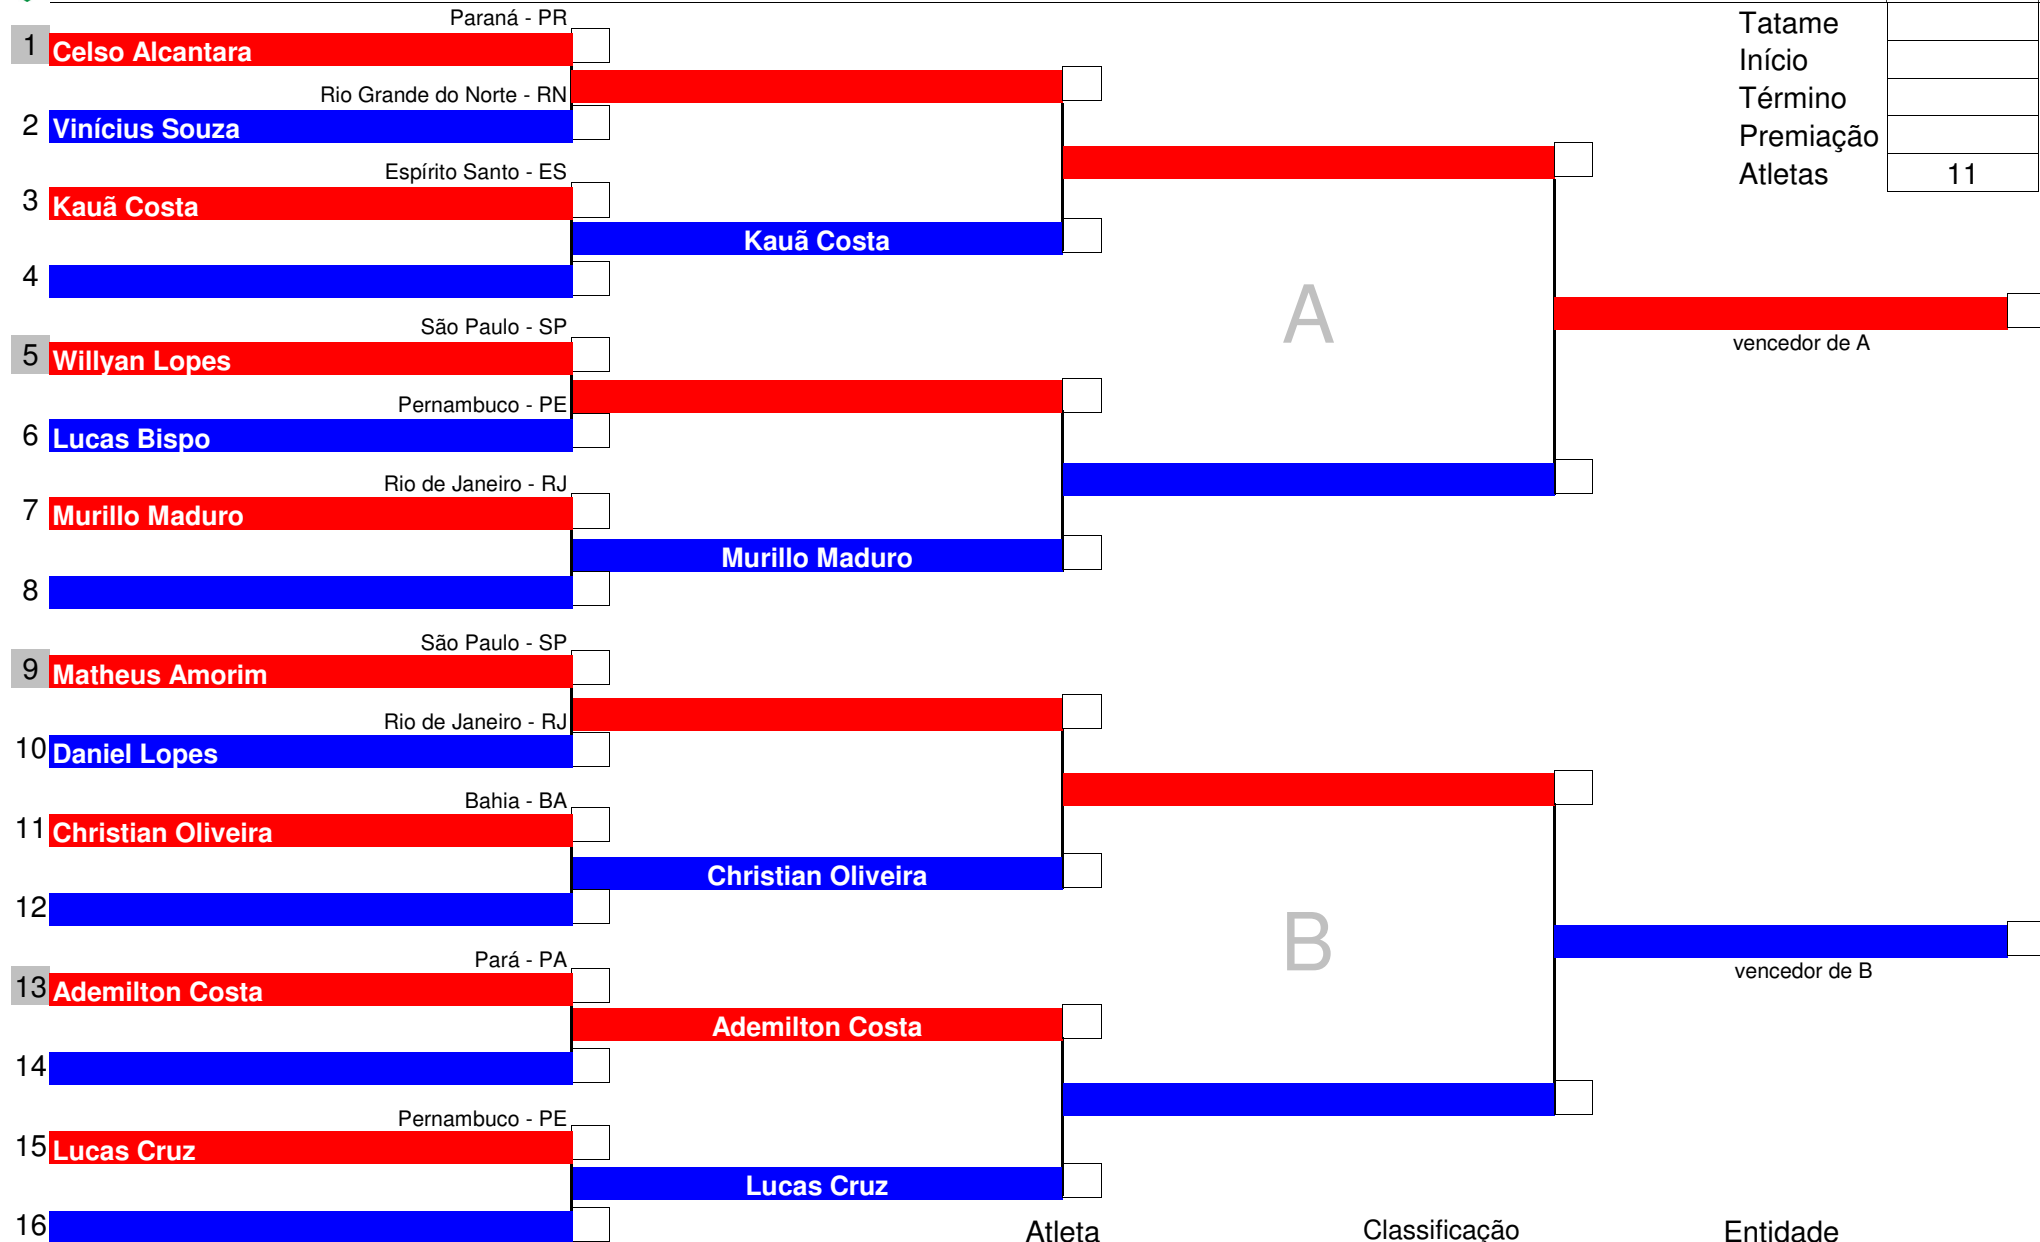 Paraná - PR
1 Celso Alcantara
Rio Grande do Norte - RN
2 Vinícius Souza
Espírito Santo - ES
3 Kauã Costa
Kauã Costa
4
São Paulo - SP
5 Willyan Lopes
Pernambuco - PE
6 Lucas Bispo
Rio de Janeiro - RJ
7 Murillo Maduro
Murillo Maduro
8
São Paulo - SP
9 Matheus Amorim
Rio de Janeiro - RJ
10 Daniel Lopes
Bahia - BA
11 Christian Oliveira
Christian Oliveira
12
Pará - PA
13 Ademilton Costa
Ademilton Costa
14
Pernambuco - PE
15 Lucas Cruz
Lucas Cruz
16
A
B
vencedor de A
vencedor de B
Tatame
Início
Término
Premiação
Atletas 11
Atleta Classificação Entidade